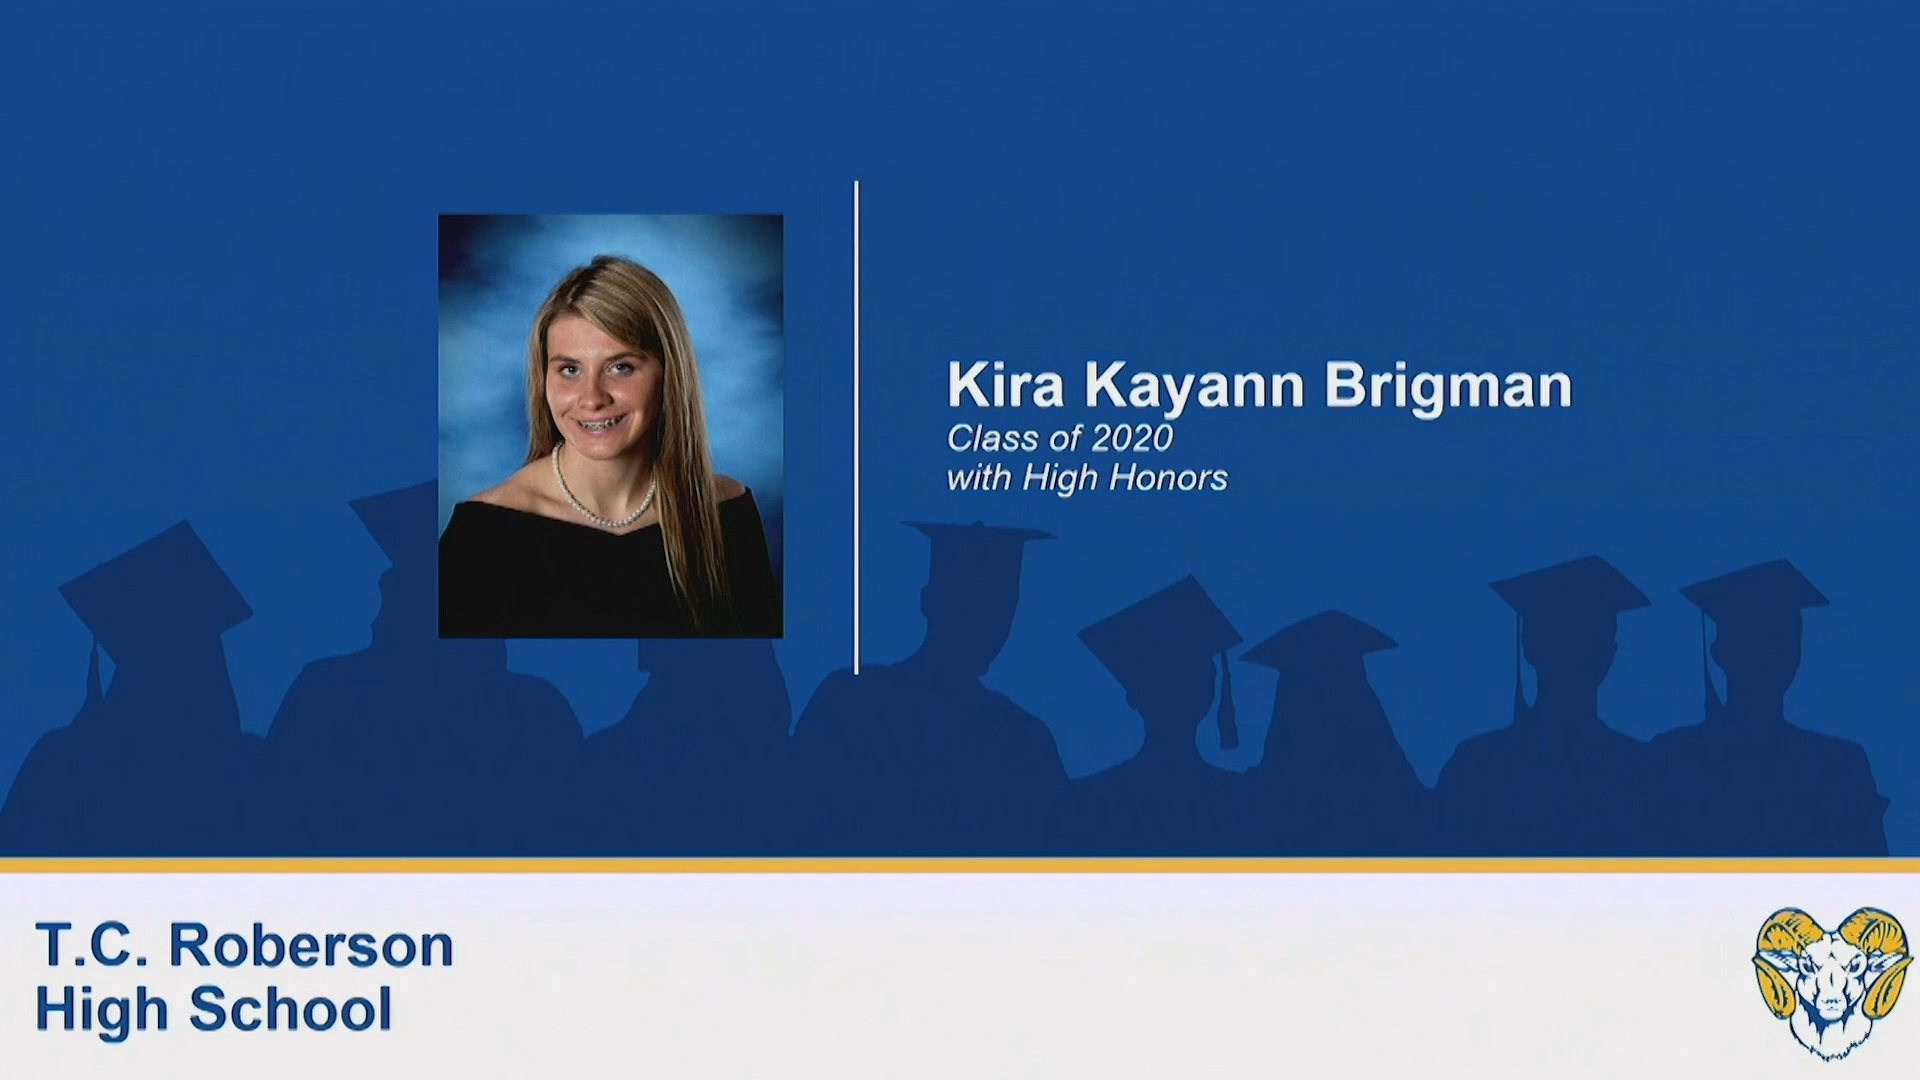 Kira Kayann Brigman
Class of 2020
with High Honors
T.C. Roberson
High School